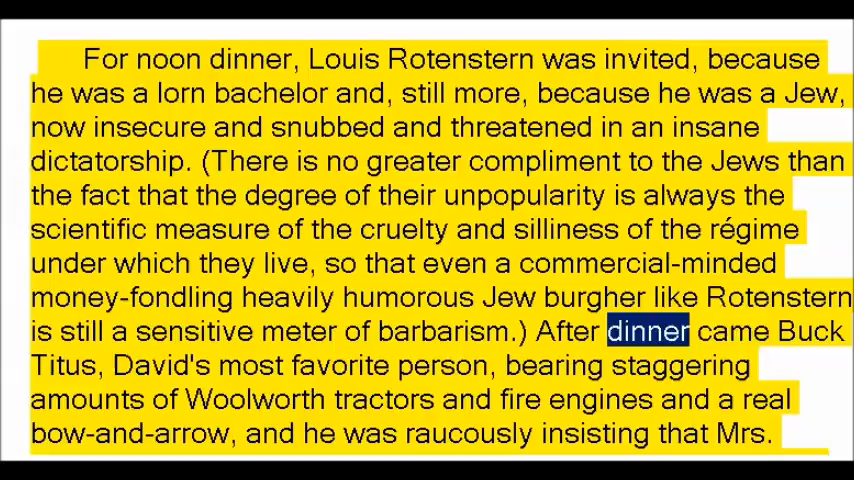 For noon dinner, Louis Rotenstern was invited, because
he was a lorn bachelor and, still more, because he was a Jew,
now insecure and snubbed and threatened in an insane
dictatorship. (There is no greater compliment to the Jews than
the fact that the degree of their unpopularity is always the
scientific measure of the cruelty and silliness of the régime
under which they live, so that even a commercial-minded
money-fondling heavily humorous Jew burgher like Rotenstern
is still a sensitive meter of barbarism.) After dinner came Buck
Titus, David's most favorite person, bearing staggering
amounts of Woolworth tractors and fire engines and a real
bow-and-arrow, and he was raucously insisting that Mrs.